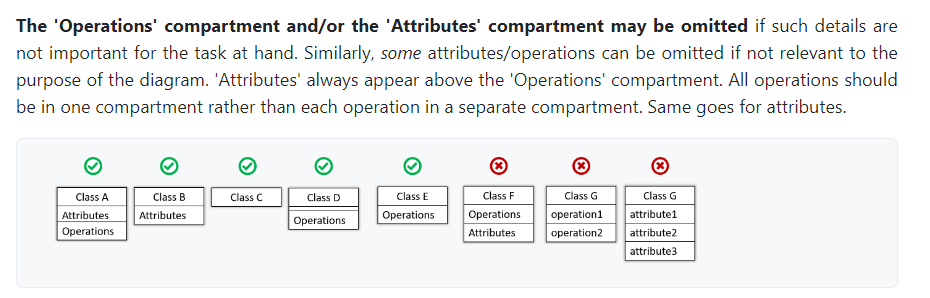 The 'Operations' compartment and/or the 'Attributes' compartment may be omitted if such details are
not important for the task at hand. Similarly, some attributes/operations can be omitted if not relevant to the
purpose of the diagram. 'Attributes' always appear above the 'Operations' compartment. All operations should
be in one compartment rather than each operation in a separate compartment. Same goes for attributes.
Class A
Attributes
Operations
Class B
Attributes
Class C
Class D
Operations
Class E
Operations
Class F
Operations
Attributes
Class G
operation1
operation2
Class G
attribute1
attribute2
attribute3